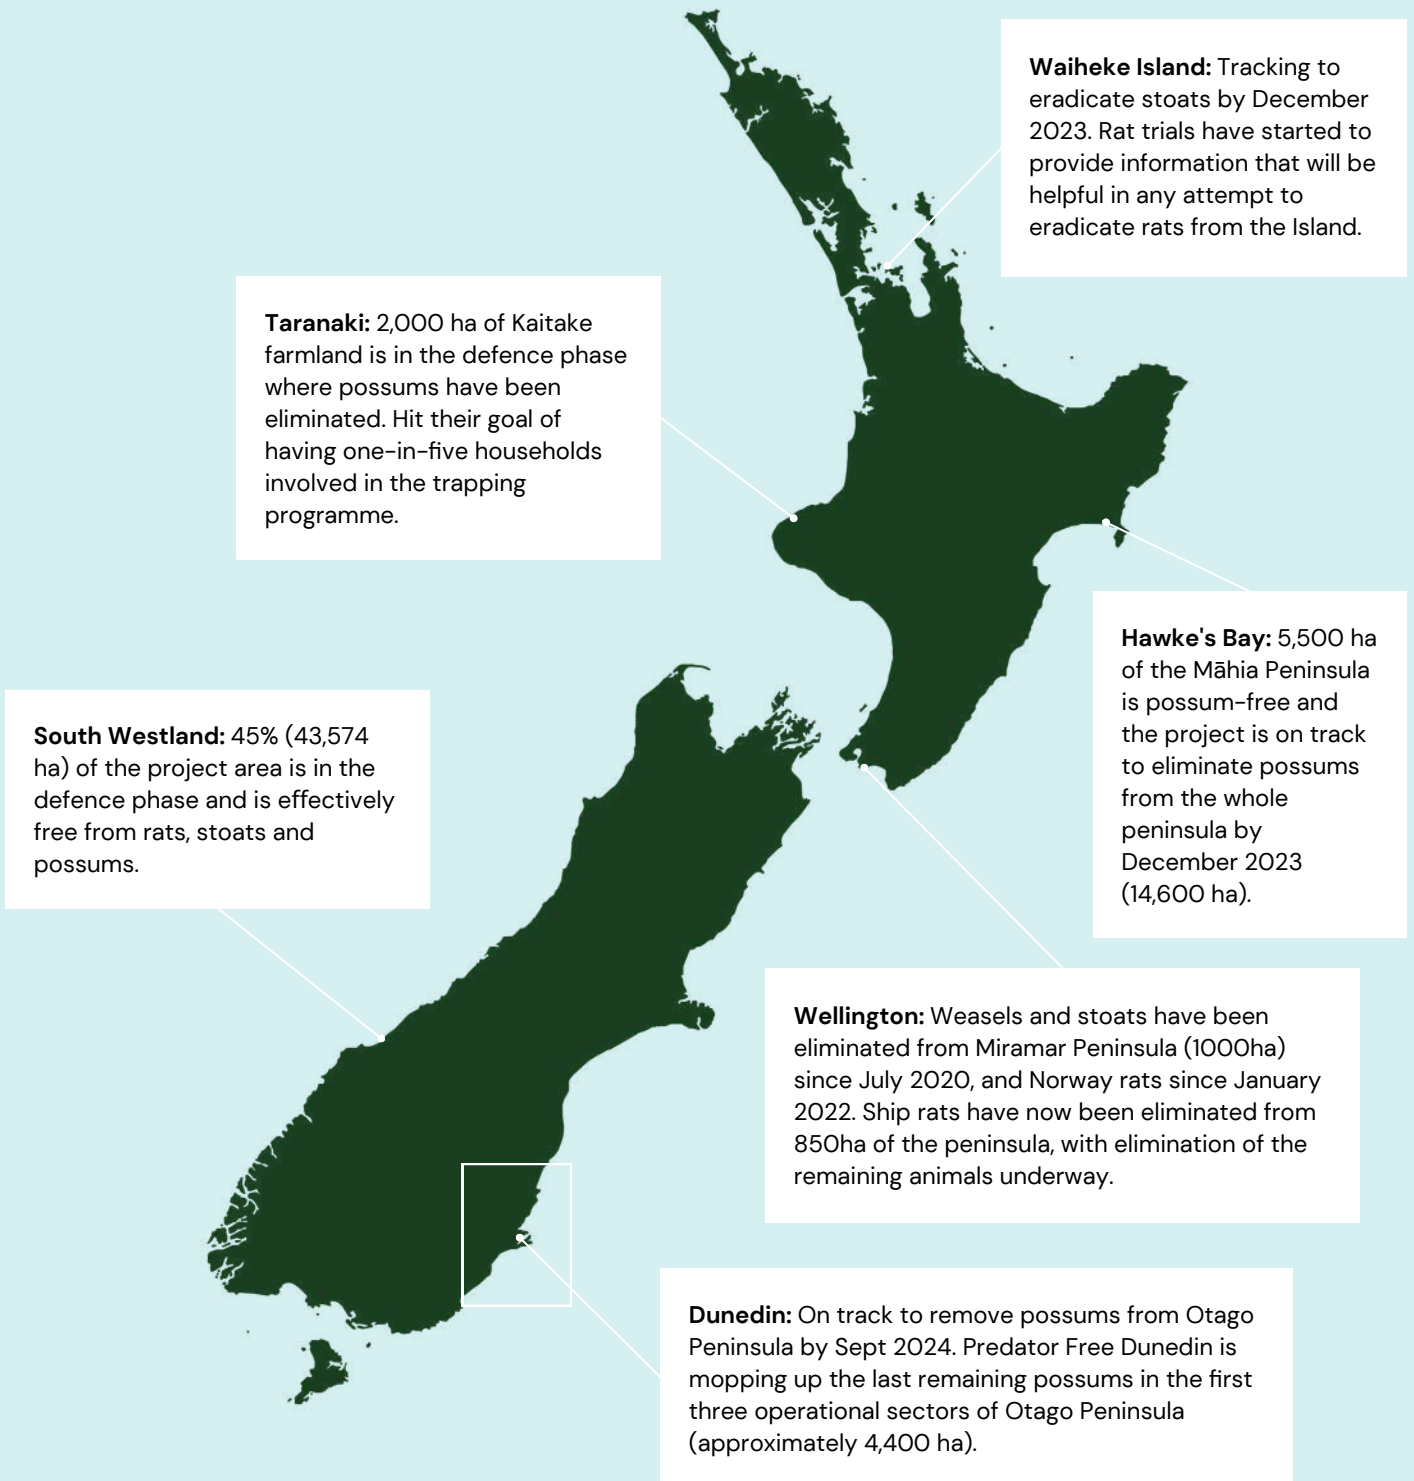 Waiheke Island: Tracking to
eradicate stoats by December
2023. Rat trials have started to
provide information that will be
helpful in any attempt to
eradicate rats from the Island.
Taranaki: 2,000 ha of Kaitake
farmland is in the defence phase
where possums have been
eliminated. Hit their goal of
having one-in-five households
involved in the trapping
programme.
Hawke's Bay: 5,500 ha
of the Māhia Peninsula
is possum-free and
the project is on track
to eliminate possums
from the whole
peninsula by
December 2023
(14,600 ha).
South Westland: 45% (43,574
ha) of the project area is in the
defence phase and is effectively
free from rats, stoats and
possums.
Wellington: Weasels and stoats have been
eliminated from Miramar Peninsula (1000ha)
since July 2020, and Norway rats since January
2022. Ship rats have now been eliminated from
850ha of the peninsula, with elimination of the
remaining animals underway.
Dunedin: On track to remove possums from Otago
Peninsula by Sept 2024. Predator Free Dunedin is
mopping up the last remaining possums in the first
three operational sectors of Otago Peninsula
(approximately 4,400 ha).